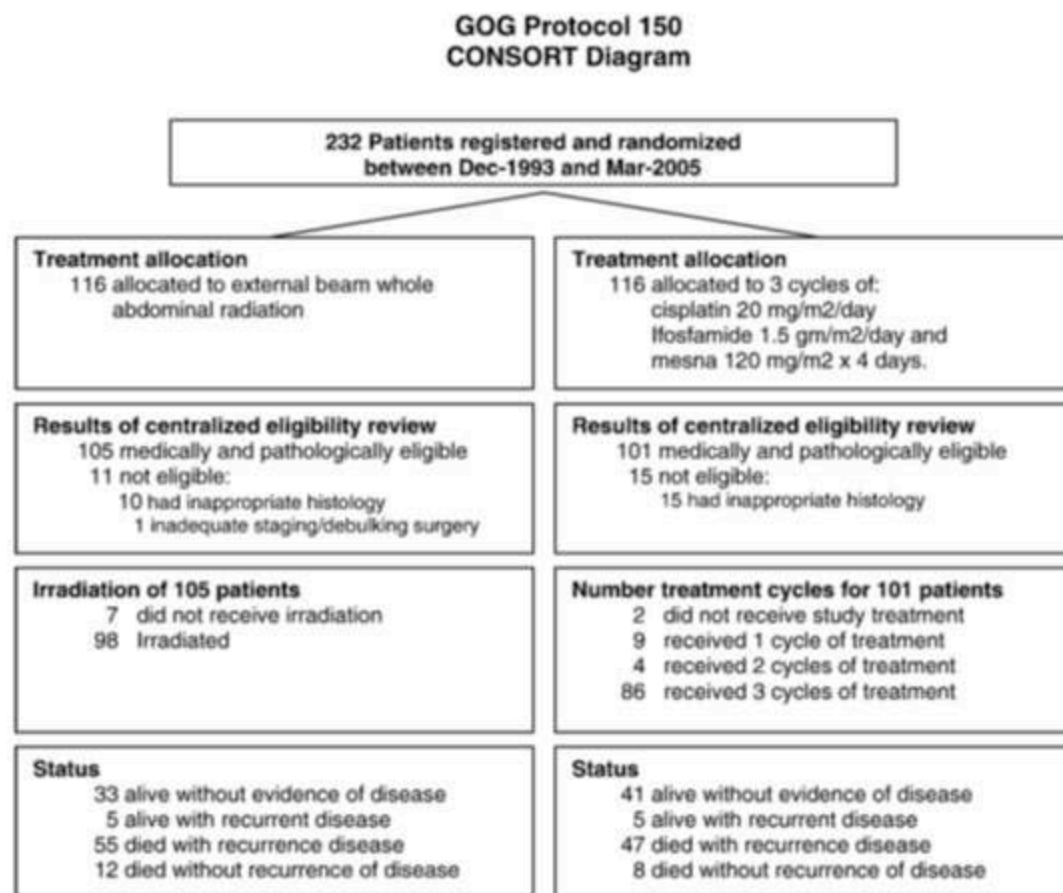 GOG Protocol 150
CONSORT Diagram
232 Patients registered and randomized
between Dec-1993 and Mar-2005
Treatment allocation
116 allocated to external beam whole
abdominal radiation
Treatment allocation
116 allocated to 3 cycles of:
cisplatin 20 mg/m2/day
Ifosfamide 1.5 gm/m2/day and
mesna 120 mg/m2 x 4 days.
Results of centralized eligibility review
105 medically and pathologically eligible
11 not eligible:
10 had inappropriate histology
1 inadequate staging/debulking surgery
Results of centralized eligibility review
101 medically and pathologically eligible
15 not eligible:
15 had inappropriate histology
Irradiation of 105 patients
7 did not receive irradiation
98 Irradiated
Number treatment cycles for 101 patients
2 did not receive study treatment
9 received 1 cycle of treatment
4 received 2 cycles of treatment
86 received 3 cycles of treatment
Status
33 alive without evidence of disease
5 alive with recurrent disease
55 died with recurrence disease
12 died without recurrence of disease
Status
41 alive without evidence of disease
5 alive with recurrent disease
47 died with recurrence disease
8 died without recurrence of disease